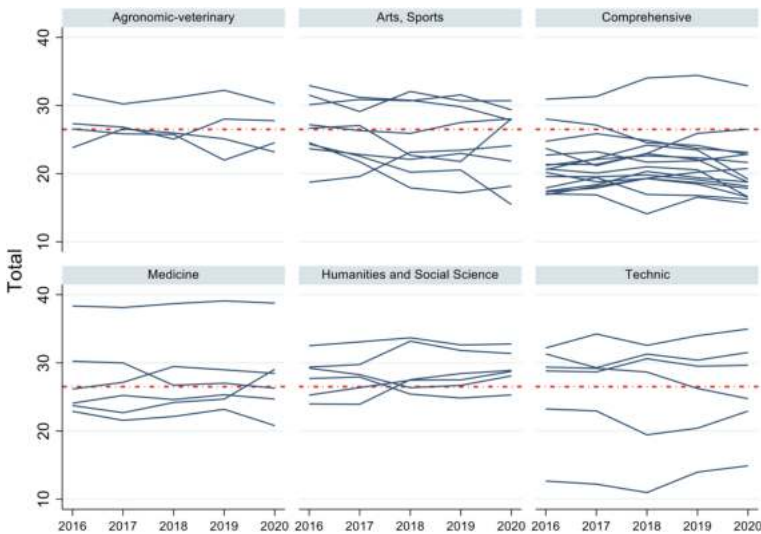 Agronomic-veterinary
Arts, Sports
Comprehensive
40
30
20
10
Total
Medicine
Humanities and Social Science
Technic
40
30
20
10
2016 2017 2018 2019 2020
2016 2017 2018 2019 2020
2016 2017 2018 2019 2020